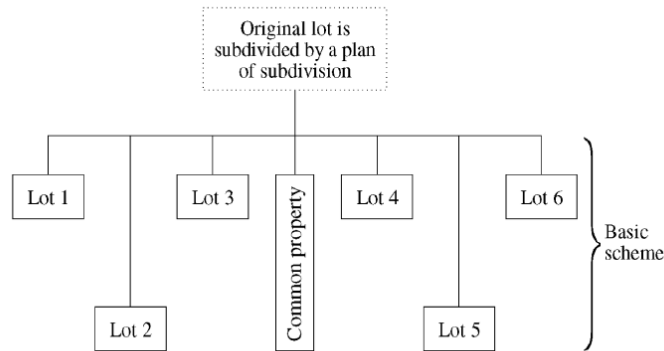 Original lot is
subdivided by a plan
of subdivision
Lot 1
Lot 3
Common property
Lot 4
Lot 6
Basic
scheme
Lot 2
Lot 5